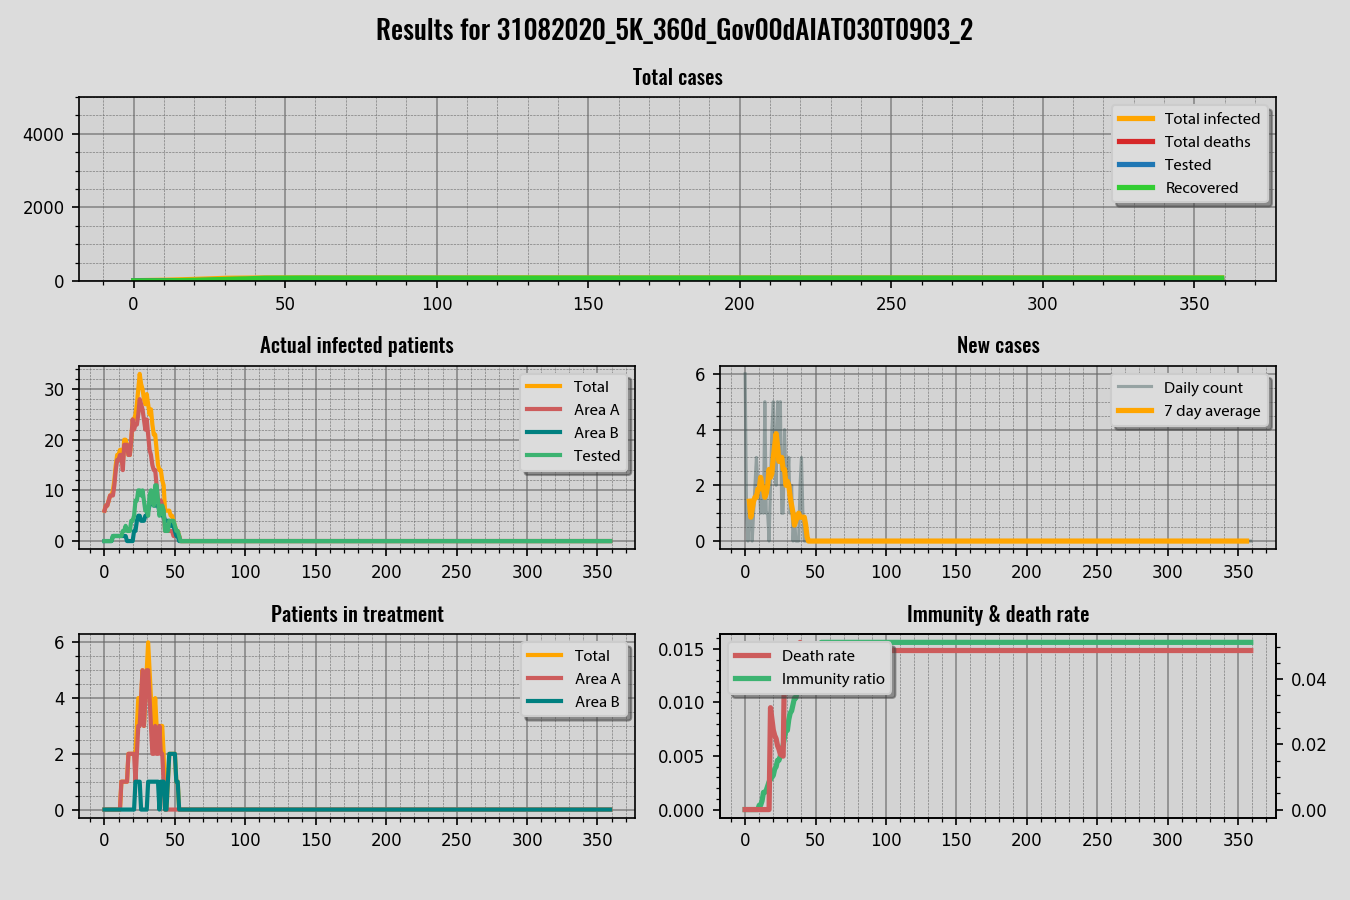 Results for 31082020_5K_360d_Gov00dAIAT030T0903_2
Total cases
4000
2000
0
Total infected
Total deaths
Tested
Recovered
0 50 100 150 200 250 300 350
Actual infected patients
30
20
10
0
Total
Area A
Area B
Tested
0 50 100 150 200 250 300 350
New cases
6
4
2
0
Daily count
7 day average
0 50 100 150 200 250 300 350
Patients in treatment
6
4
2
0
Total
Area A
Area B
0 50 100 150 200 250 300 350
Immunity & death rate
0.015
0.010
0.005
0.000
Death rate
Immunity ratio
0.04
0.02
0.00
0 50 100 150 200 250 300 350